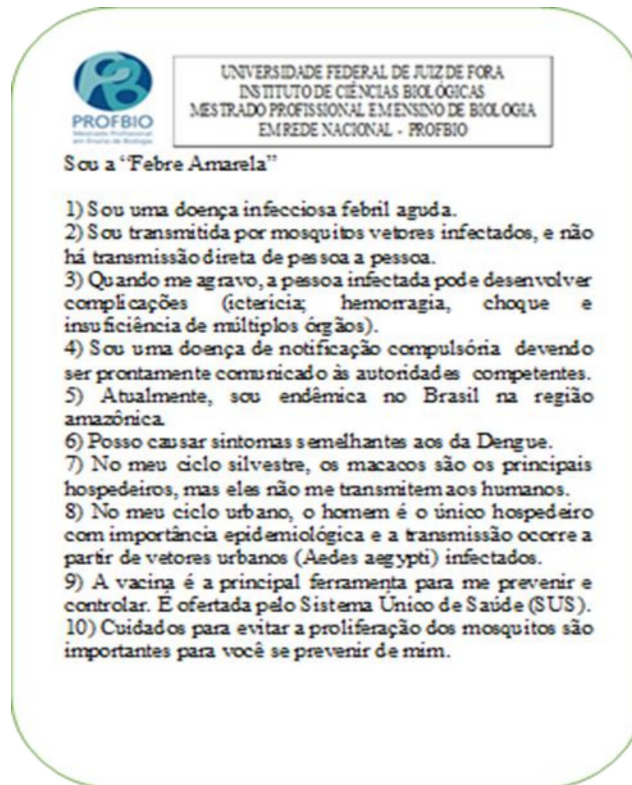 PROFBIO
Mestrado Profissional
em Ensino de Biologia
UNIVERSIDADE FEDERAL DE JUIZ DE FORA
INSTITUTO DE CIÊNCIAS BIOLÓGICAS
MESTRADO PROFISSIONAL EM ENSINO DE BIOLOGIA
EM REDE NACIONAL - PROFBIO
Sou a “Febre Amarela”
1) Sou uma doença infecciosa febril aguda.
2) Sou transmitida por mosquitos vetores infectados, e não
há transmissão direta de pessoa a pessoa.
3) Quando me agravo, a pessoa infectada pode desenvolver
complicações (icterícia; hemorragia, choque e
insuficiência de múltiplos órgãos).
4) Sou uma doença de notificação compulsória devendo
ser prontamente comunicado às autoridades competentes.
5) Atualmente, sou endêmica no Brasil na região
amazônica.
6) Posso causar sintomas semelhantes aos da Dengue.
7) No meu ciclo silvestre, os macacos são os principais
hospedeiros, mas eles não me transmitem aos humanos.
8) No meu ciclo urbano, o homem é o único hospedeiro
com importância epidemiológica e a transmissão ocorre a
partir de vetores urbanos (Aedes aegypti) infectados.
9) A vacina é a principal ferramenta para me prevenir e
controlar. É ofertada pelo Sistema Único de Saúde (SUS).
10) Cuidados para evitar a proliferação dos mosquitos são
importantes para você se prevenir de mim.